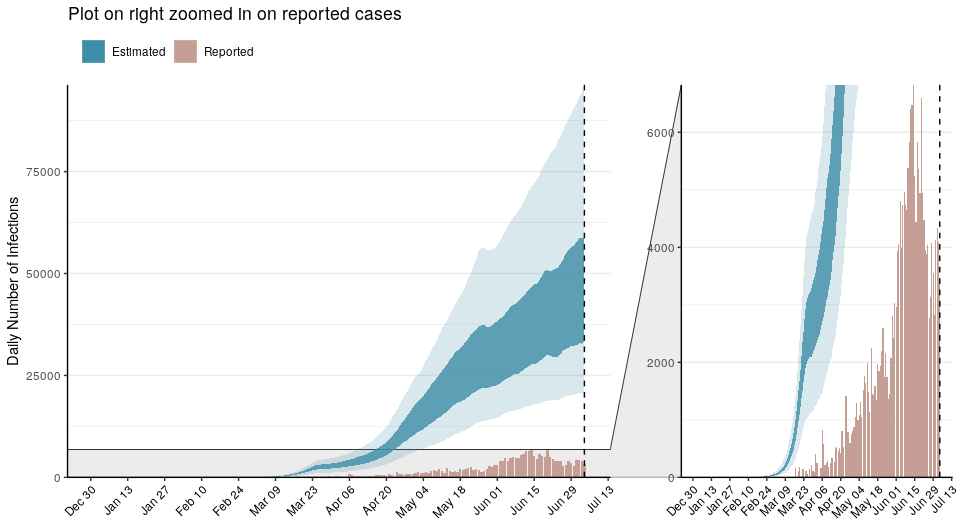 Plot on right zoomed in on reported cases
Estimated Reported
Daily Number of Infections
75000
50000
25000
0
Dec 30 Jan 13 Jan 27 Feb 10 Feb 24 Mar 09 Mar 23 Apr 06 Apr 20 May 04 May 18 Jun 01 Jun 15 Jun 29 Jul 13
6000
4000
2000
0
Dec 30 Jan 13 Jan 27 Feb 10 Feb 24 Mar 09 Mar 23 Apr 06 Apr 20 May 04 May 18 Jun 01 Jun 15 Jun 29 Jul 13